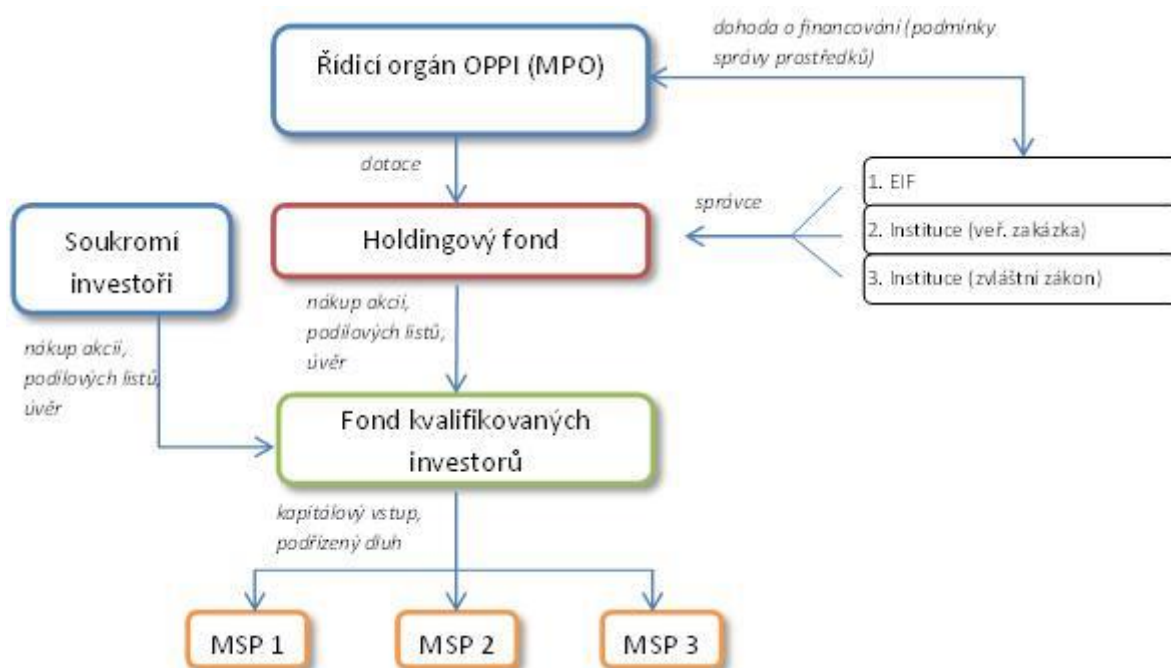 dohoda o financování (podmínky
správy prostředků)
Řídicí orgán OPPI (MPO)
dotace
1. EIF
správce
2. Instituce (veř. zakázka)
3. Instituce (zvláštní zákon)
Holdingový fond
Soukromí
investoři
nákup akcií,
podílových listů,
úvěr
nákup akcií,
podílových listů,
úvěr
Fond kvalifikovaných
investorů
kapitálový vstup,
podřízený dluh
MSP 1
MSP 2
MSP 3